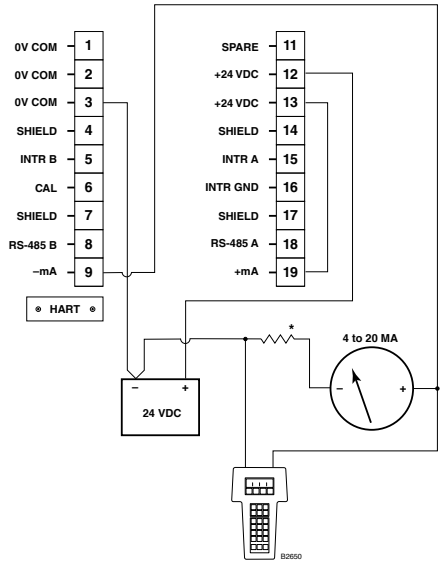 0V COM 1
0V COM 2
0V COM 3
SHIELD 4
INTR B 5
CAL 6
SHIELD 7
RS-485 B 8
–mA 9
HART
SPARE 11
+24 VDC 12
+24 VDC 13
SHIELD 14
INTR A 15
INTR GND 16
SHIELD 17
RS-485 A 18
+mA 19
*
4 to 20 MA
– +
– +
24 VDC
B2650